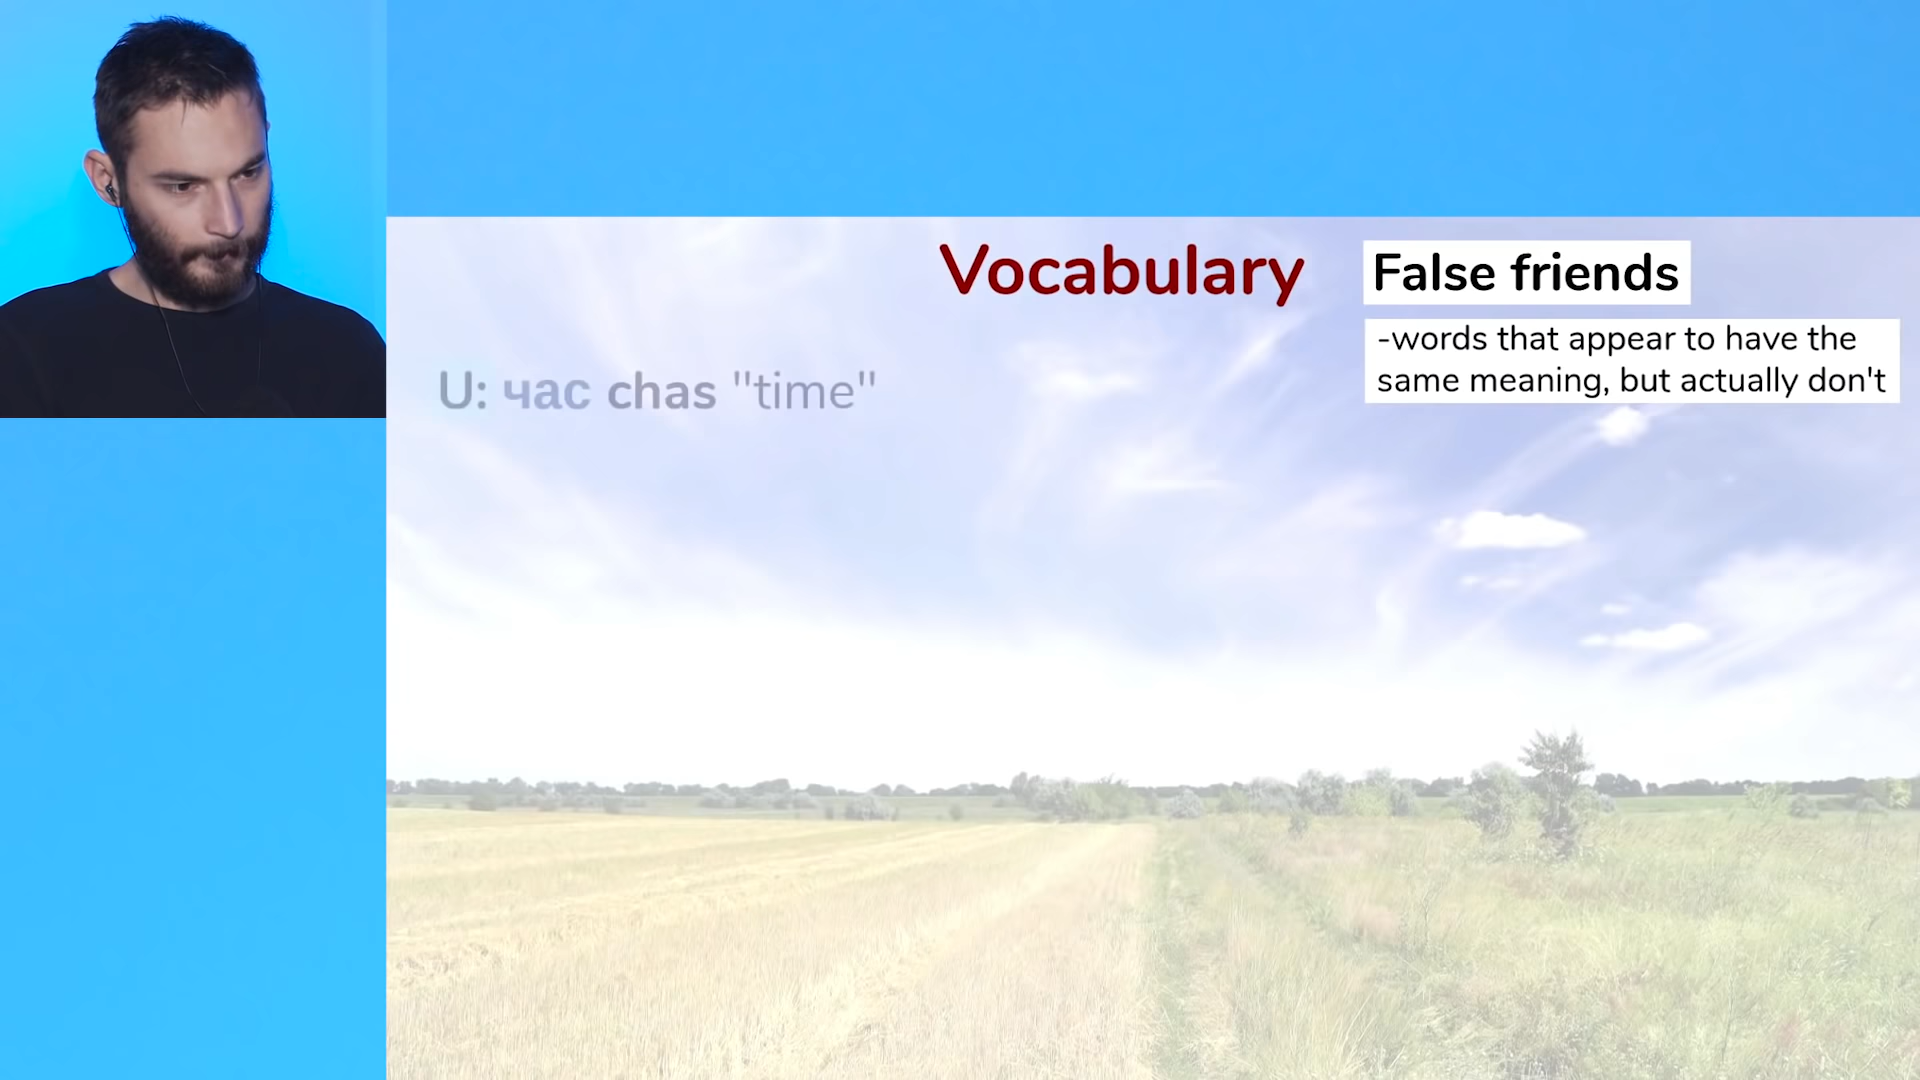 Vocabulary
False friends
-words that appear to have the
same meaning, but actually don't
U: час chas "time"